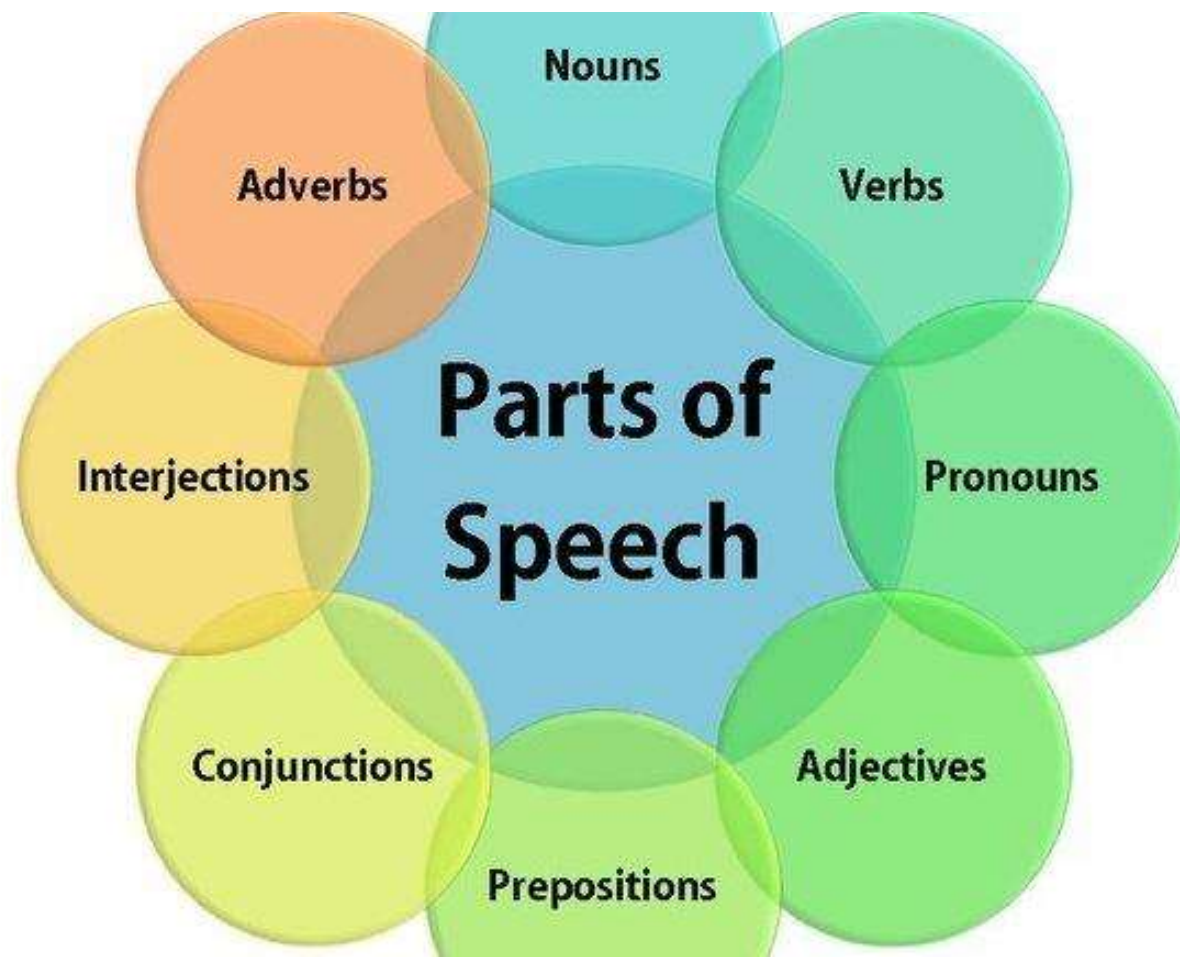 Nouns
Adverbs
Verbs
Parts of
Speech
Interjections
Pronouns
Conjunctions
Adjectives
Prepositions